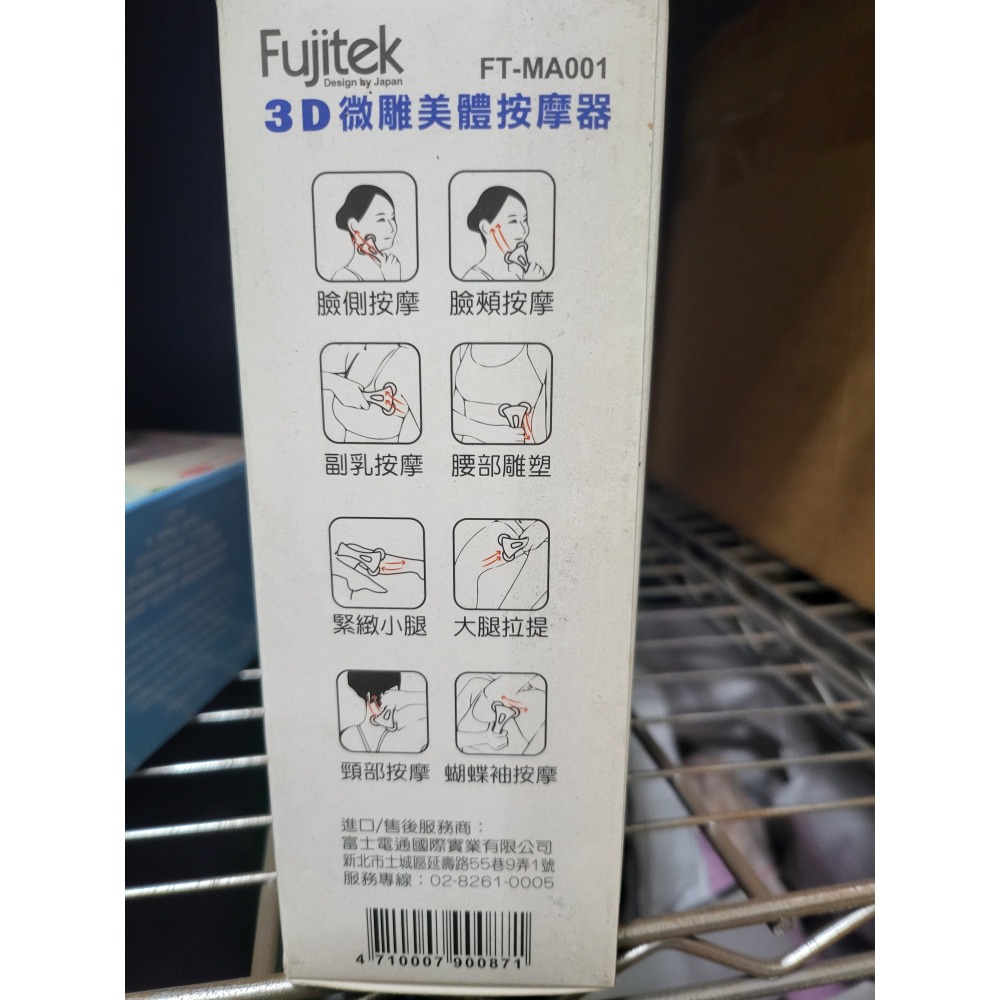 Fujitek
Design by Japan
FT-MA001
3D微雕美體按摩器
臉側按摩 臉頰按摩
副乳按摩 腰部雕塑
緊緻小腿 大腿拉提
頸部按摩 蝴蝶袖按摩
進口/售後服務商：
富士電通國際實業有限公司
新北市土城區延壽路55巷9弄1號
服務專線：02-8261-0005
4 710007 900871